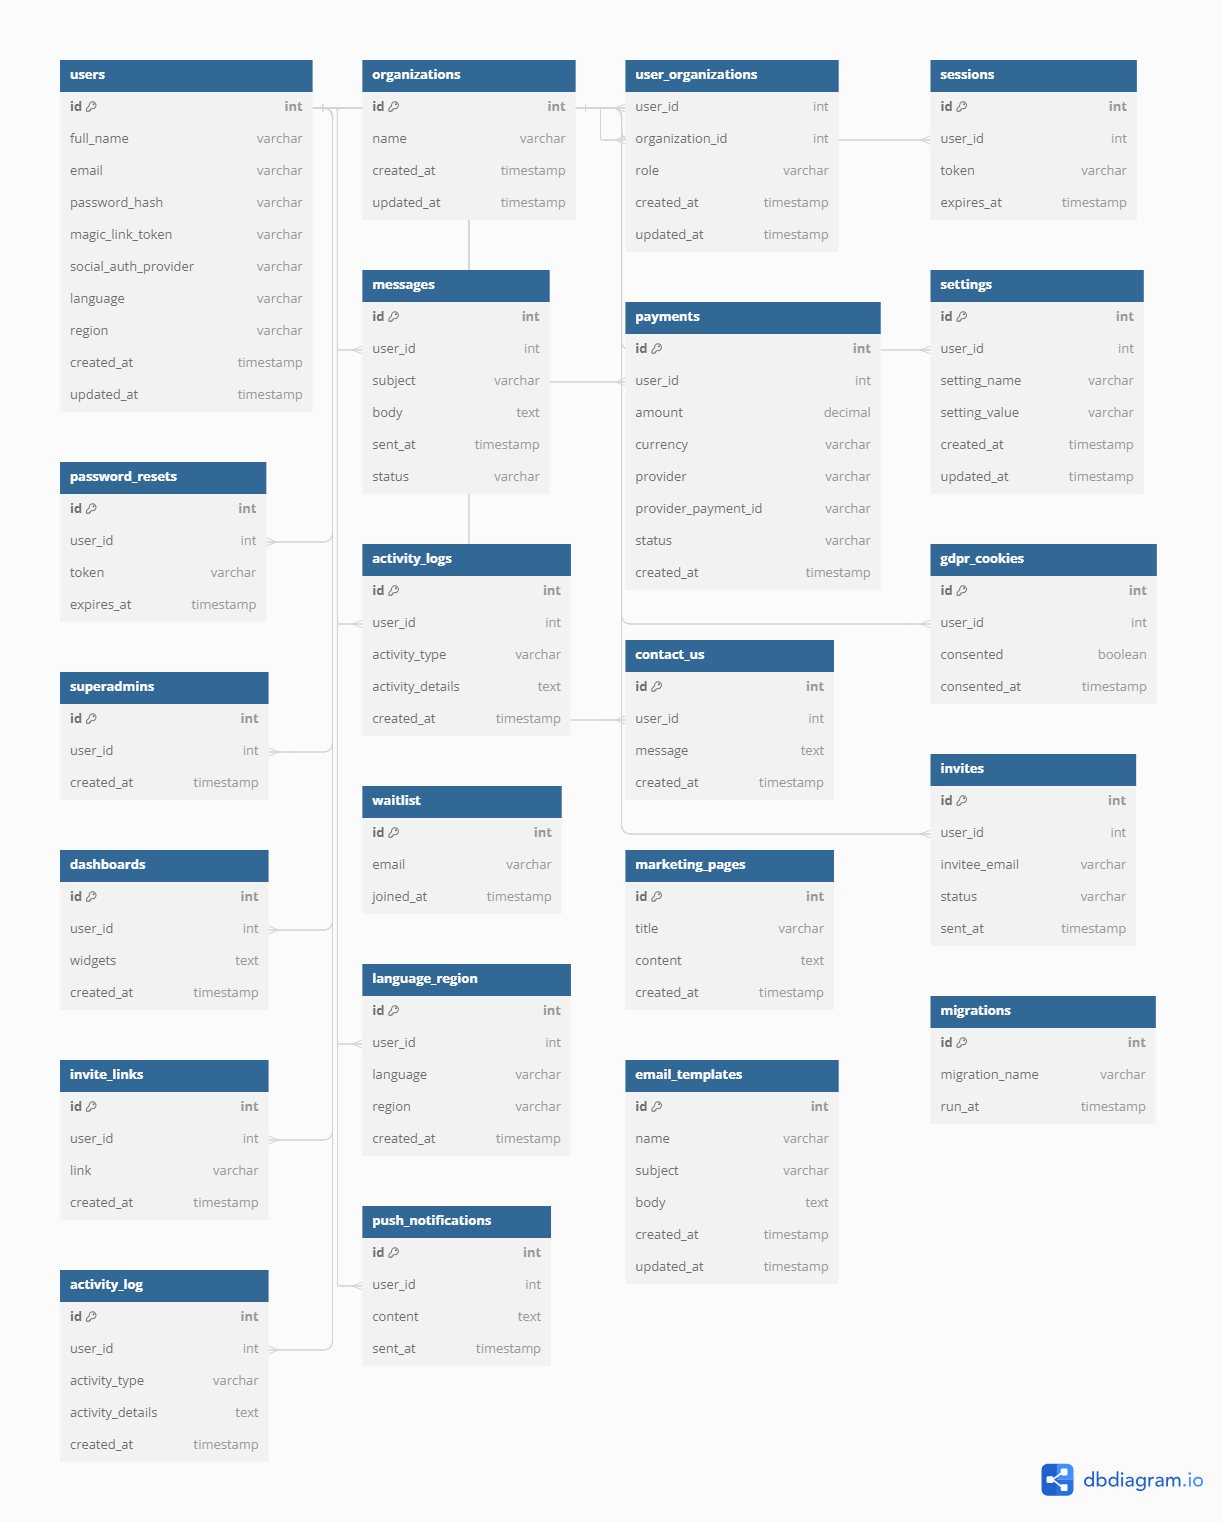 users
id int
full_name varchar
email varchar
password_hash varchar
magic_link_token varchar
social_auth_provider varchar
language varchar
region varchar
created_at timestamp
updated_at timestamp
password_resets
id int
user_id int
token varchar
expires_at timestamp
superadmins
id int
user_id int
created_at timestamp
dashboards
id int
user_id int
widgets text
created_at timestamp
invite_links
id int
user_id int
link varchar
created_at timestamp
activity_log
id int
user_id int
activity_type varchar
activity_details text
created_at timestamp
organizations
id int
name varchar
created_at timestamp
updated_at timestamp
messages
id int
user_id int
subject varchar
body text
sent_at timestamp
status varchar
activity_logs
id int
user_id int
activity_type varchar
activity_details text
created_at timestamp
waitlist
id int
email varchar
joined_at timestamp
language_region
id int
user_id int
language varchar
region varchar
created_at timestamp
push_notifications
id int
user_id int
content text
sent_at timestamp
user_organizations
user_id int
organization_id int
role varchar
created_at timestamp
updated_at timestamp
payments
id int
user_id int
amount decimal
currency varchar
provider varchar
provider_payment_id varchar
status varchar
created_at timestamp
contact_us
id int
user_id int
message text
created_at timestamp
marketing_pages
id int
title varchar
content text
created_at timestamp
email_templates
id int
name varchar
subject varchar
body text
created_at timestamp
updated_at timestamp
sessions
id int
user_id int
token varchar
expires_at timestamp
settings
id int
user_id int
setting_name varchar
setting_value varchar
created_at timestamp
updated_at timestamp
gdpr_cookies
id int
user_id int
consented boolean
consented_at timestamp
invites
id int
user_id int
invitee_email varchar
status varchar
sent_at timestamp
migrations
id int
migration_name varchar
run_at timestamp
dbdiagram.io